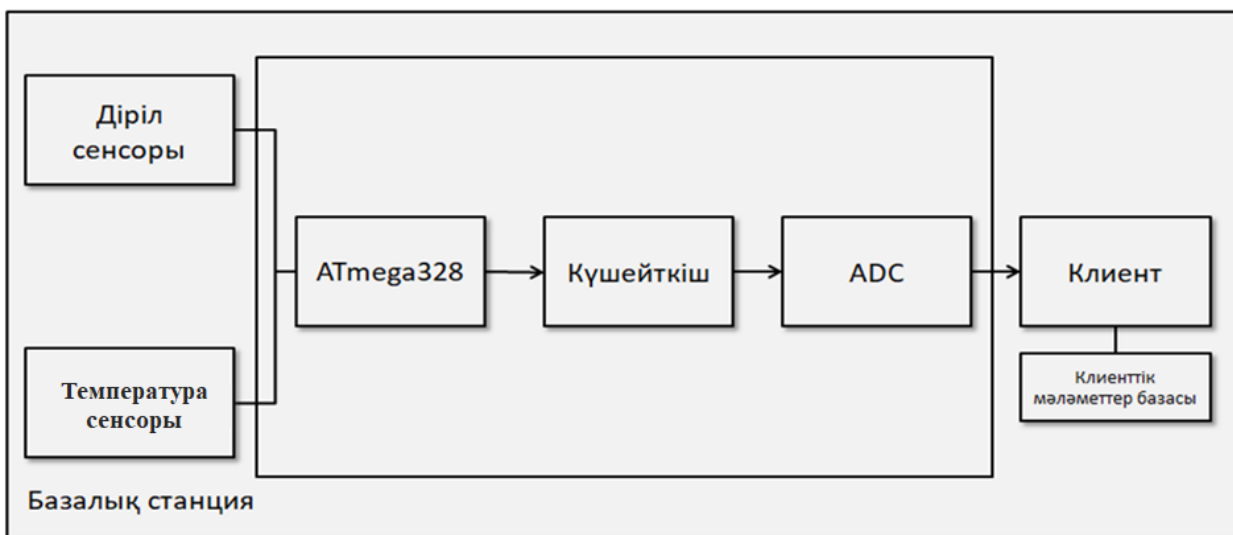 Діріл
сенсоры
ATmega328
Күшейткіш
ADC
Клиент
Температура
сенсоры
Клиенттік
мәләметтер базасы
Базалық станция